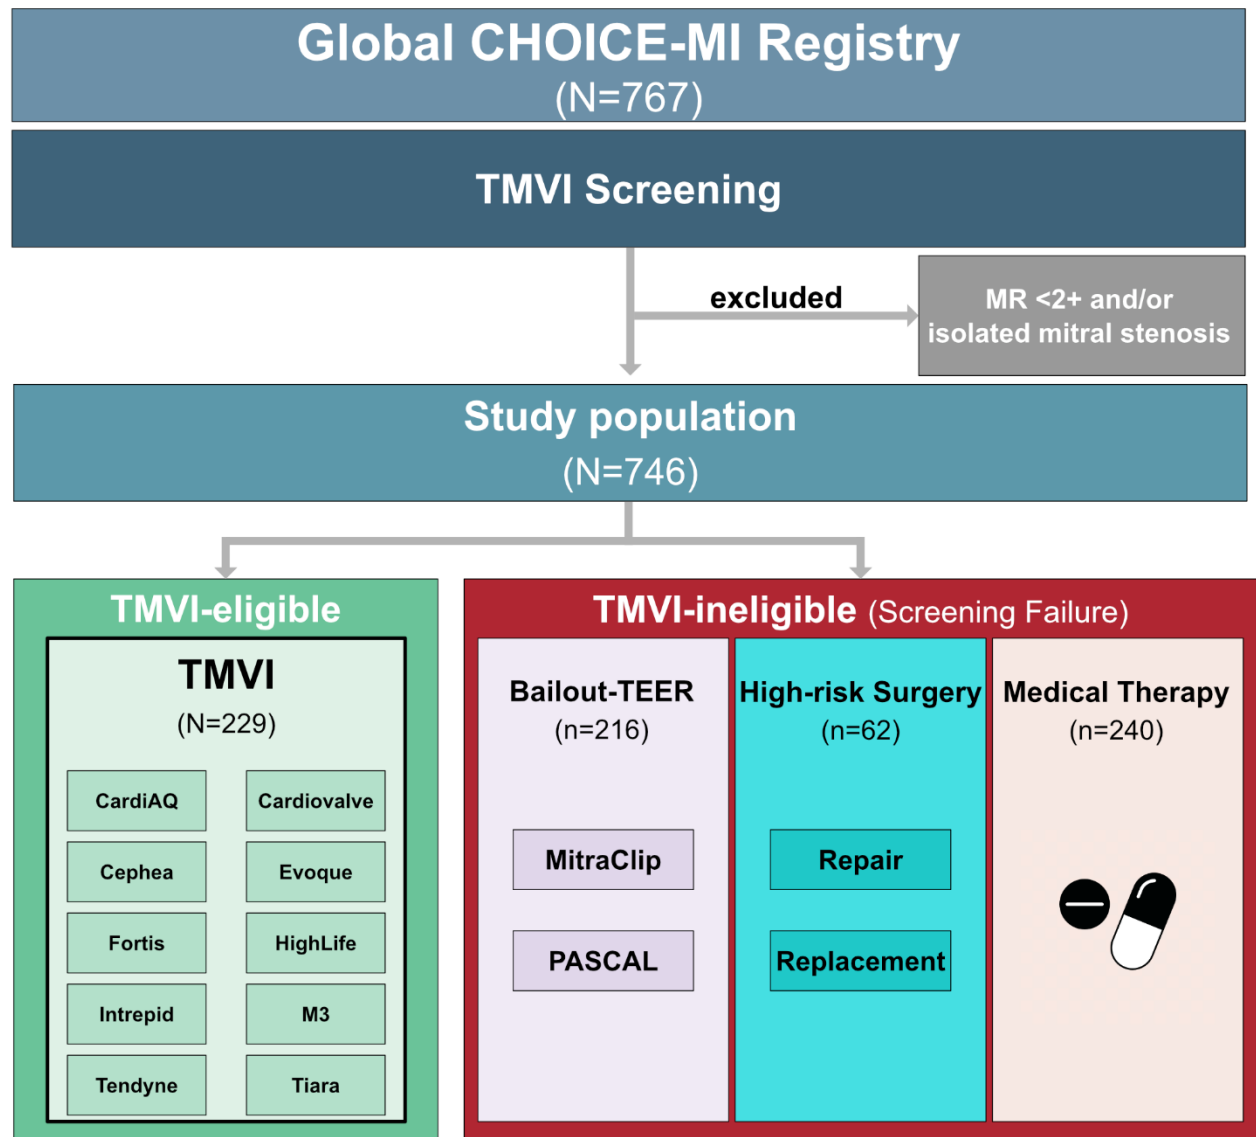 Global CHOICE-MI Registry
(N=767)
TMVI Screening
excluded
MR <2+ and/or
isolated mitral stenosis
Study population
(N=746)
TMVI-eligible
TMVI
(N=229)
CardiAQ
Cardiovalve
Cephea
Evoque
Fortis
HighLife
Intrepid
M3
Tendyne
Tiara
TMVI-ineligible (Screening Failure)
Bailout-TEER
(n=216)
MitraClip
PASCAL
High-risk Surgery
(n=62)
Repair
Replacement
Medical Therapy
(n=240)